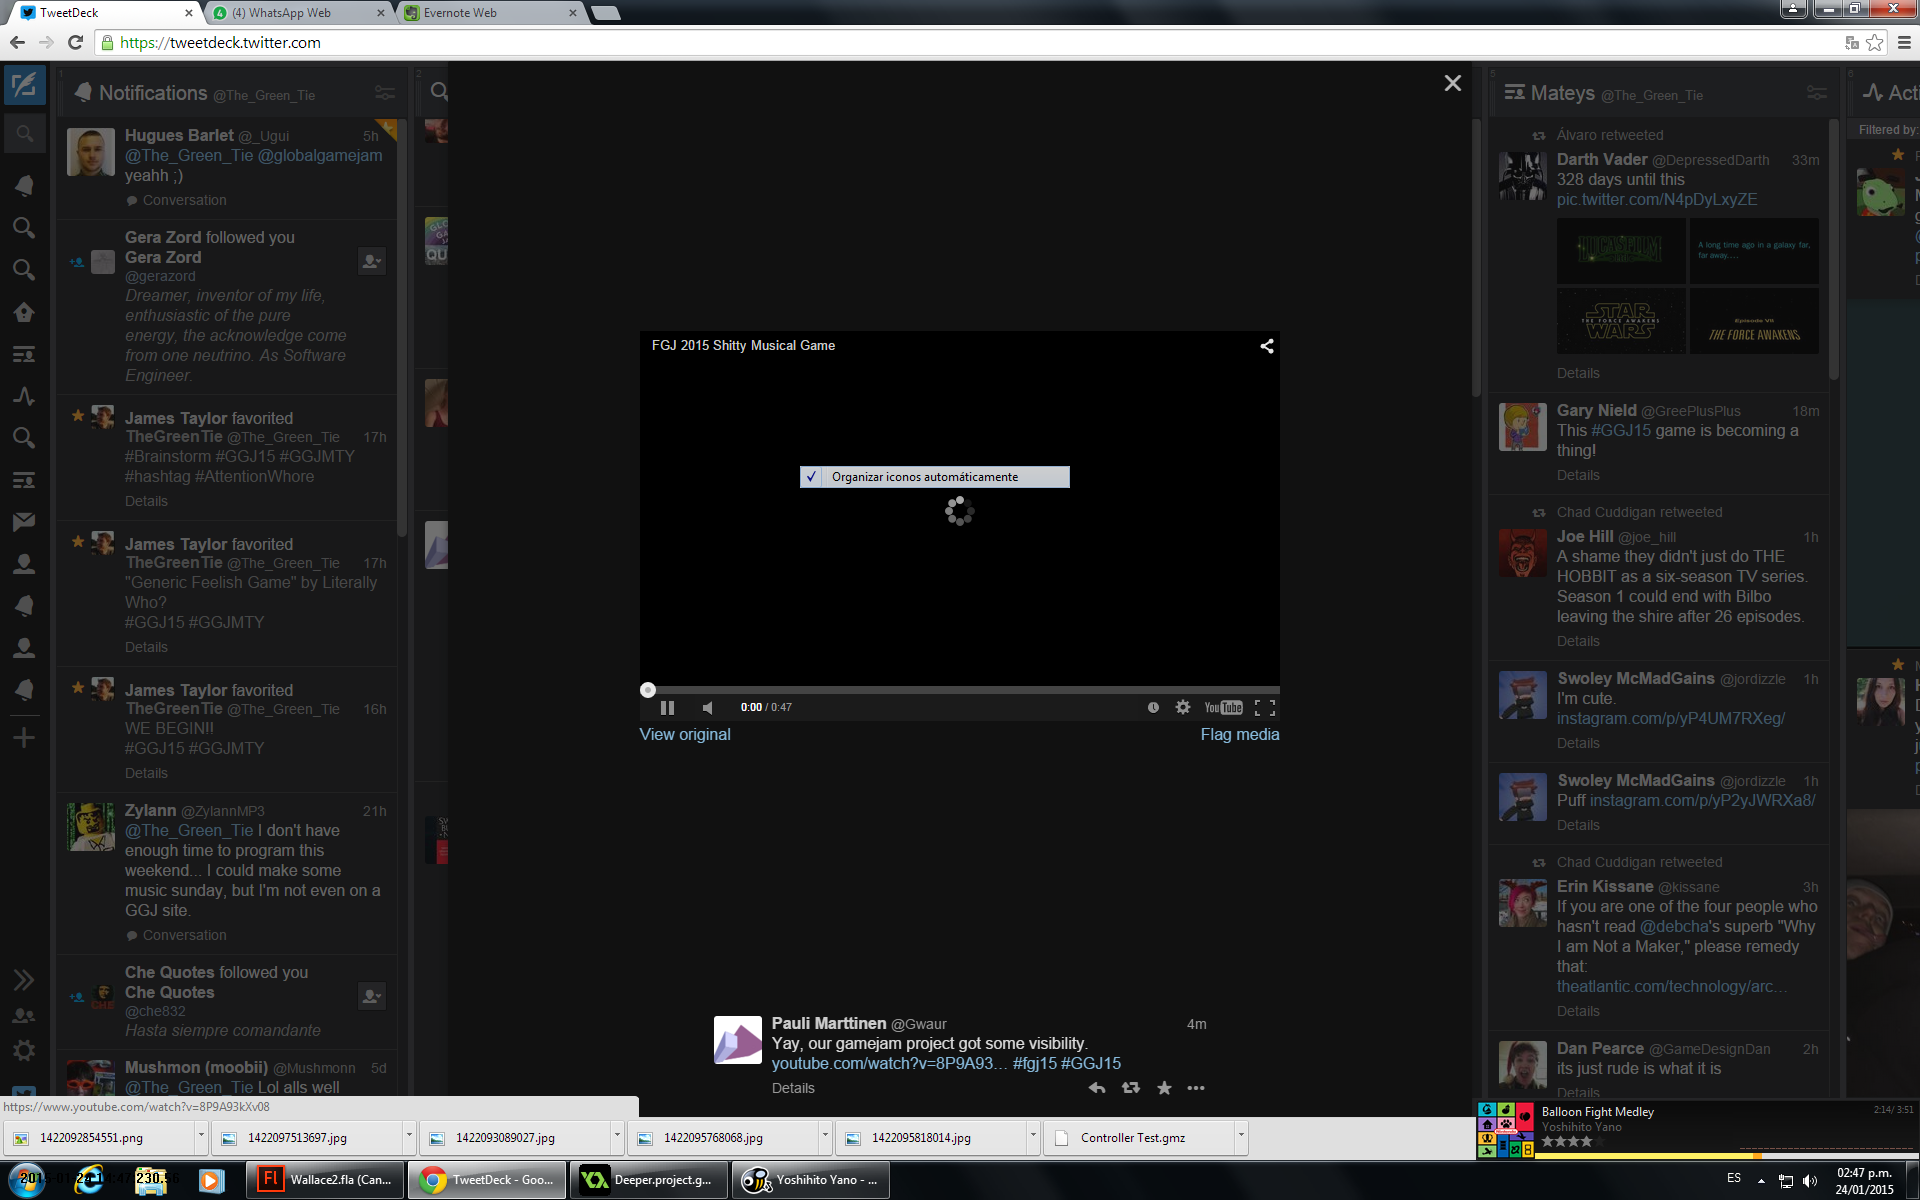 TweetDeck
(4) WhatsApp Web
Evernote Web
https://tweetdeck.twitter.com
1
Notifications @The_Green_Tie
Hugues Barlet @_Ugui 5h
@The_Green_Tie @globalgamejam
yeahh ;)
Conversation
Gera Zord followed you
Gera Zord
@gerazord
Dreamer, inventor of my life,
enthusiastic of the pure
energy, the acknowledge come
from one neutrino. As Software
Engineer.
James Taylor favorited
TheGreenTie @The_Green_Tie 17h
#Brainstorm #GGJ15 #GGJMTY
#hashtag #AttentionWhore
Details
James Taylor favorited
TheGreenTie @The_Green_Tie 17h
"Generic Feelish Game" by Literally
Who?
#GGJ15 #GGJMTY
Details
James Taylor favorited
TheGreenTie @The_Green_Tie 16h
WE BEGIN!!
#GGJ15 #GGJMTY
Details
Zylann @ZylannMP3 21h
@The_Green_Tie I don't have
enough time to program this
weekend... I could make some
music sunday, but I'm not even on a
GGJ site.
Conversation
Che Quotes followed you
Che Quotes
@che832
Hasta siempre comandante
Mushmon (moobii) @Mushmonn 5d
@The_Green_Tie Lol alls well
2
FGJ 2015 Shitty Musical Game
Organizar iconos automáticamente
0:00 / 0:47
YouTube
View original
Flag media
Pauli Marttinen @Gwaur 4m
Yay, our gamejam project got some visibility.
youtube.com/watch?v=8P9A93… #fgj15 #GGJ15
Details
5
Mateys @The_Green_Tie
Álvaro retweeted
Darth Vader @DepressedDarth 33m
328 days until this
pic.twitter.com/N4pDyLxyZE
LUCASFILM
A long time ago in a galaxy far,
far away....
STAR
THE FORCE AWAKENS
WARS
Episode VII
THE FORCE AWAKENS
Details
Gary Nield @GreePlusPlus 18m
This #GGJ15 game is becoming a
thing!
Details
Chad Cuddigan retweeted
Joe Hill @joe_hill 1h
A shame they didn't just do THE
HOBBIT as a six-season TV series.
Season 1 could end with Bilbo
leaving the shire after 26 episodes.
Details
Swoley McMadGains @jordizzle 1h
I'm cute.
instagram.com/p/yP4UM7RXeg/
Details
Swoley McMadGains @jordizzle 1h
Puff instagram.com/p/yP2yJWRXa8/
Details
Chad Cuddigan retweeted
Erin Kissane @kissane 3h
If you are one of the four people who
hasn't read @debcha's superb "Why
I am Not a Maker," please remedy
that:
theatlantic.com/technology/arc…
Details
Dan Pearce @GameDesignDan 2h
its just rude is what it is
Details
6
Acti
Filtered by:
https://www.youtube.com/watch?v=8P9A93kXv08
1422092854551.png
1422097513697.jpg
1422093089027.jpg
1422095768068.jpg
1422095818014.jpg
Controller Test.gmz
Balloon Fight Medley 2:14/ 3:51
Yoshihito Yano
Wallace2.fla (Can...
TweetDeck - Goo...
Deeper.project.g...
Yoshihito Yano - ...
ES
02:47 p.m.
24/01/2015